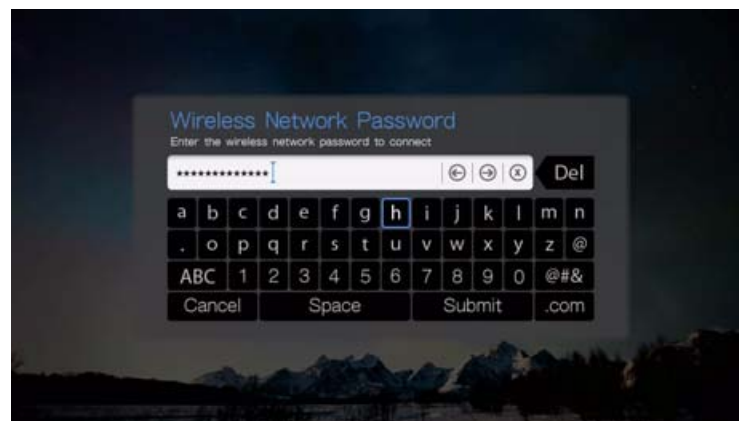 Wireless Network Password
Enter the wireless network password to connect
************* Del
a b c d e f g h i j k l m n
. o p q r s t u v w x y z @
ABC 1 2 3 4 5 6 7 8 9 0 @#&
Cancel Space Submit .com